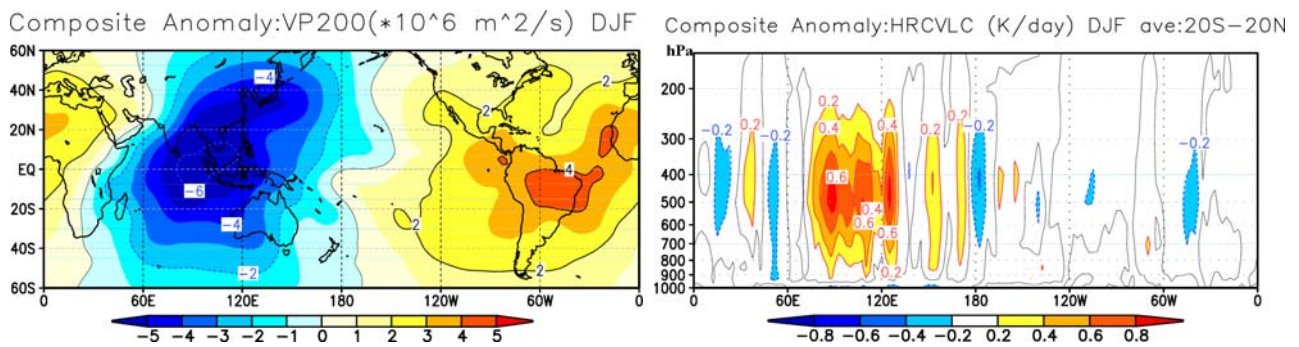 Composite Anomaly:VP200(*10^6 m^2/s) DJF
60N
40N
20N
EQ
20S
40S
60S
0
60E
120E
180
120W
60W
0
-4
-6
-4
-2
2
2
4
2
2
-5 -4 -3 -2 -1 0 1 2 3 4 5
Composite Anomaly:HRCVLC (K/day) DJF ave:20S-20N
hPa
200
300
400
500
600
700
800
900
1000
0
60E
120E
180
120W
60W
0
-0.2
0.2
-0.2
0.2
0.4
0.6
0.4
0.6
0.4
0.6
0.2
0.2
0.2
-0.2
-0.2
-0.8 -0.6 -0.4 -0.2 0.2 0.4 0.6 0.8